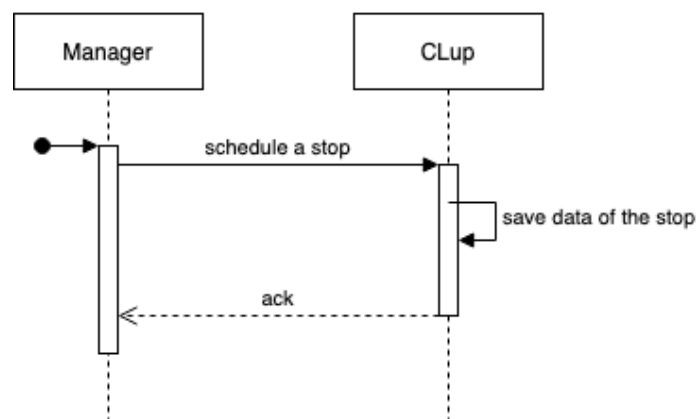 Manager
CLup
schedule a stop
save data of the stop
ack